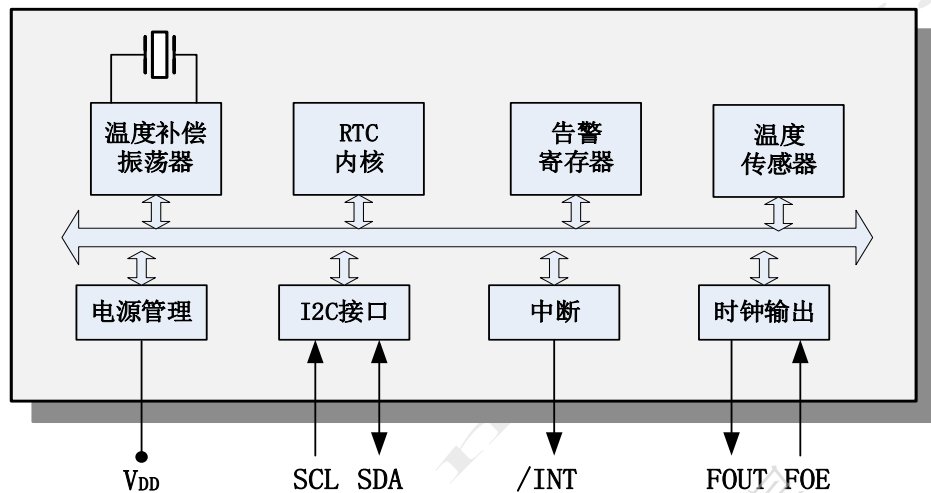 温度补偿
振荡器
RTC
内核
告警
寄存器
温度
传感器
电源管理
I2C接口
中断
时钟输出
VDD
SCL SDA
/INT
FOUT FOE